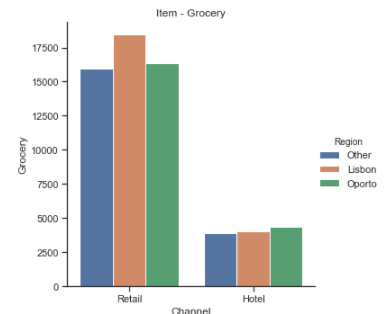 Item - Grocery
17500
15000
12500
10000
7500
5000
2500
0
Grocery
Retail
Hotel
Channel
Region
Other
Lisbon
Oporto